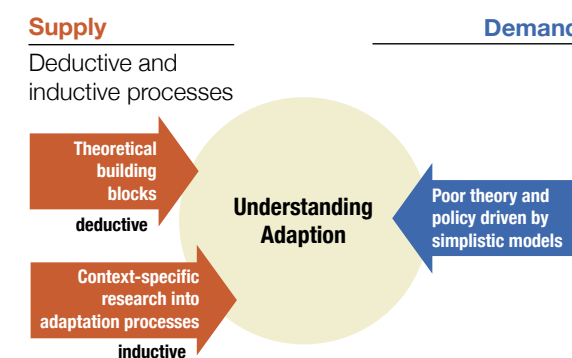 Supply
Demand
Deductive and
inductive processes
Theoretical
building
blocks
deductive
Understanding
Adaption
Poor theory and
policy driven by
simplistic models
Context-specific
research into
adaptation processes
inductive